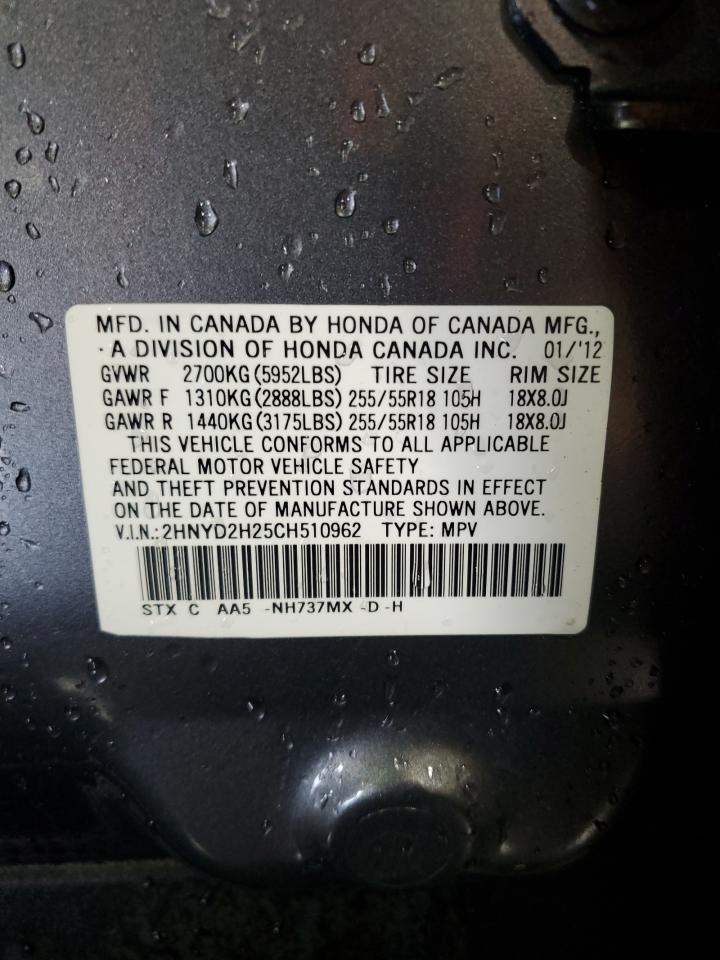 MFD. IN CANADA BY HONDA OF CANADA MFG.,
A DIVISION OF HONDA CANADA INC. 01/'12
GVWR 2700KG(5952LBS) TIRE SIZE RIM SIZE
GAWR F 1310KG(2888LBS) 255/55R18 105H 18X8.0J
GAWR R 1440KG(3175LBS) 255/55R18 105H 18X8.0J
THIS VEHICLE CONFORMS TO ALL APPLICABLE
FEDERAL MOTOR VEHICLE SAFETY
AND THEFT PREVENTION STANDARDS IN EFFECT
ON THE DATE OF MANUFACTURE SHOWN ABOVE.
V.I.N.: 2HNYD2H25CH510962 TYPE: MPV
STX C AA5 -NH737MX -D -H